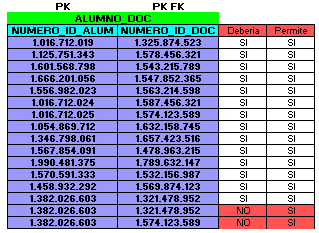 PK PK FK
ALUMNO_DOC
NUMERO_ID_ALUM NUMERO_ID_DOC Debería Permite
1.016.712.019 1.325.874.523 SI SI
1.125.751.343 1.578.456.321 SI SI
1.601.568.798 1.543.215.789 SI SI
1.666.201.056 1.547.852.365 SI SI
1.556.982.023 1.563.214.598 SI SI
1.016.712.024 1.587.456.321 SI SI
1.016.712.025 1.574.123.589 SI SI
1.054.869.712 1.632.158.745 SI SI
1.346.798.061 1.657.423.516 SI SI
1.567.854.091 1.478.963.215 SI SI
1.990.481.375 1.789.632.147 SI SI
1.570.591.333 1.532.156.987 SI SI
1.458.932.292 1.569.874.123 SI SI
1.382.026.603 1.321.478.952 SI SI
1.382.026.603 1.321.478.952 NO SI
1.382.026.603 1.574.123.589 NO SI